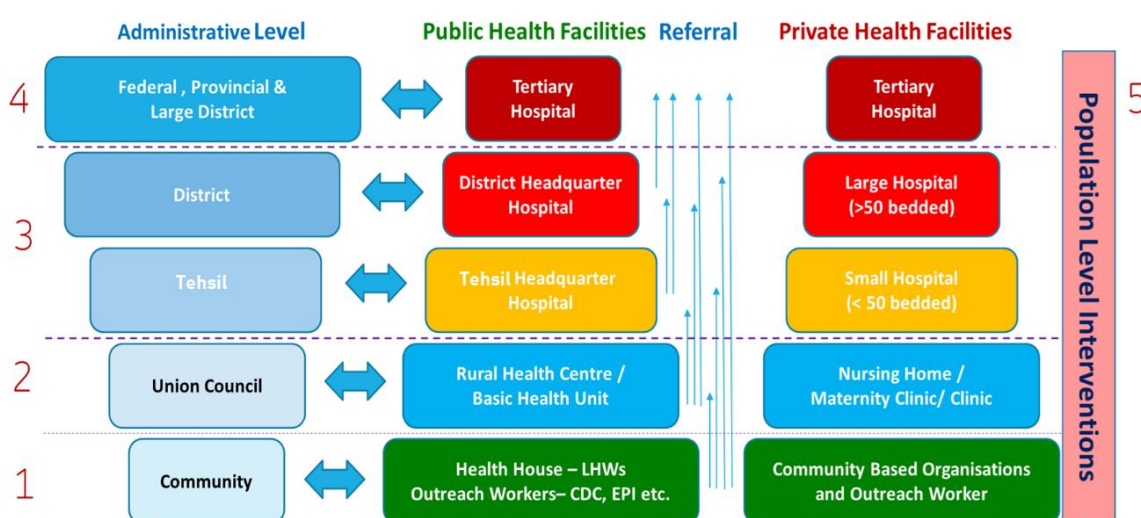 Administrative Level
Public Health Facilities
Referral
Private Health Facilities
4
Federal , Provincial &
Large District
Tertiary
Hospital
Tertiary
Hospital
5
Population Level Interventions
3
District
District Headquarter
Hospital
Large Hospital
(>50 bedded)
Tehsil
Tehsil Headquarter
Hospital
Small Hospital
(< 50 bedded)
2
Union Council
Rural Health Centre /
Basic Health Unit
Nursing Home /
Maternity Clinic/ Clinic
1
Community
Health House – LHWs
Outreach Workers– CDC, EPI etc.
Community Based Organisations
and Outreach Worker